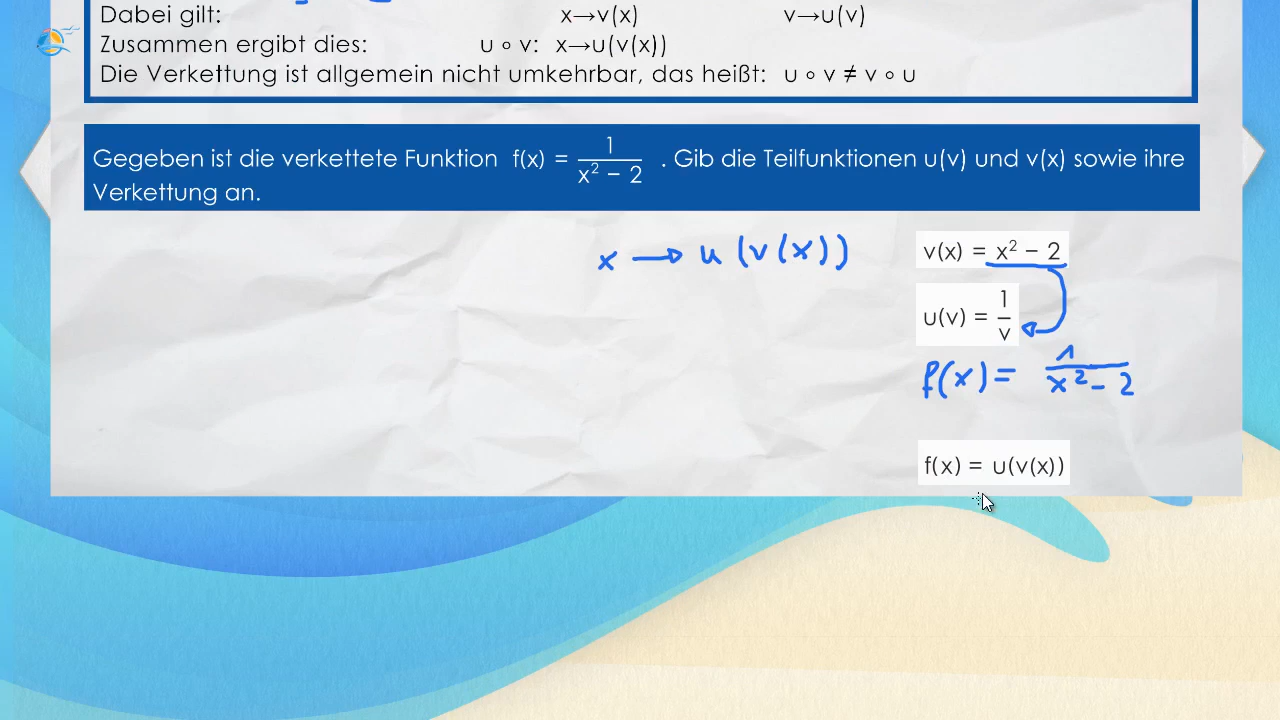 Dabei gilt: x→v(x) v→u(v)
Zusammen ergibt dies: u ∘ v: x→u(v(x))
Die Verkettung ist allgemein nicht umkehrbar, das heißt: u ∘ v ≠ v ∘ u
Gegeben ist die verkettete Funktion f(x) = 1/(x² − 2) . Gib die Teilfunktionen u(v) und v(x) sowie ihre
Verkettung an.
x → u (v(x))
v(x) = x² − 2
u(v) = 1/v
f(x) = 1/(x² − 2)
f(x) = u(v(x))